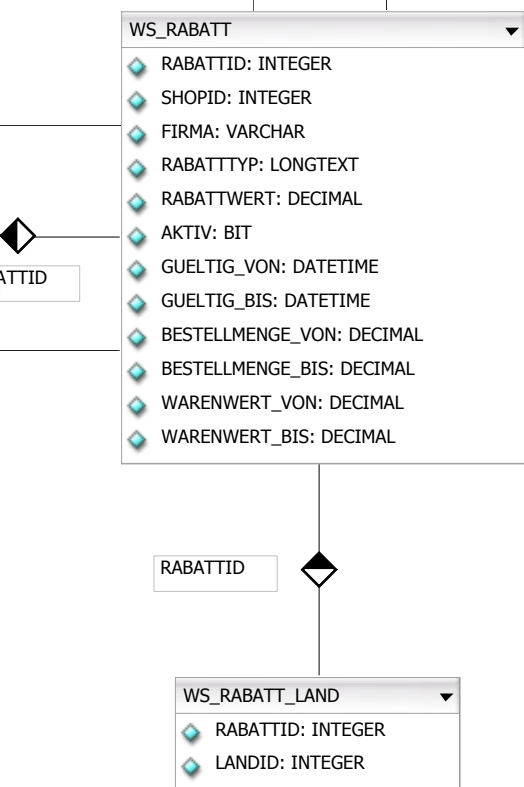 WS_RABATT
RABATTID: INTEGER
SHOPID: INTEGER
FIRMA: VARCHAR
RABATTTYP: LONGTEXT
RABATTWERT: DECIMAL
AKTIV: BIT
GUELTIG_VON: DATETIME
ATTID
GUELTIG_BIS: DATETIME
BESTELLMENGE_VON: DECIMAL
BESTELLMENGE_BIS: DECIMAL
WARENWERT_VON: DECIMAL
WARENWERT_BIS: DECIMAL
RABATTID
WS_RABATT_LAND
RABATTID: INTEGER
LANDID: INTEGER